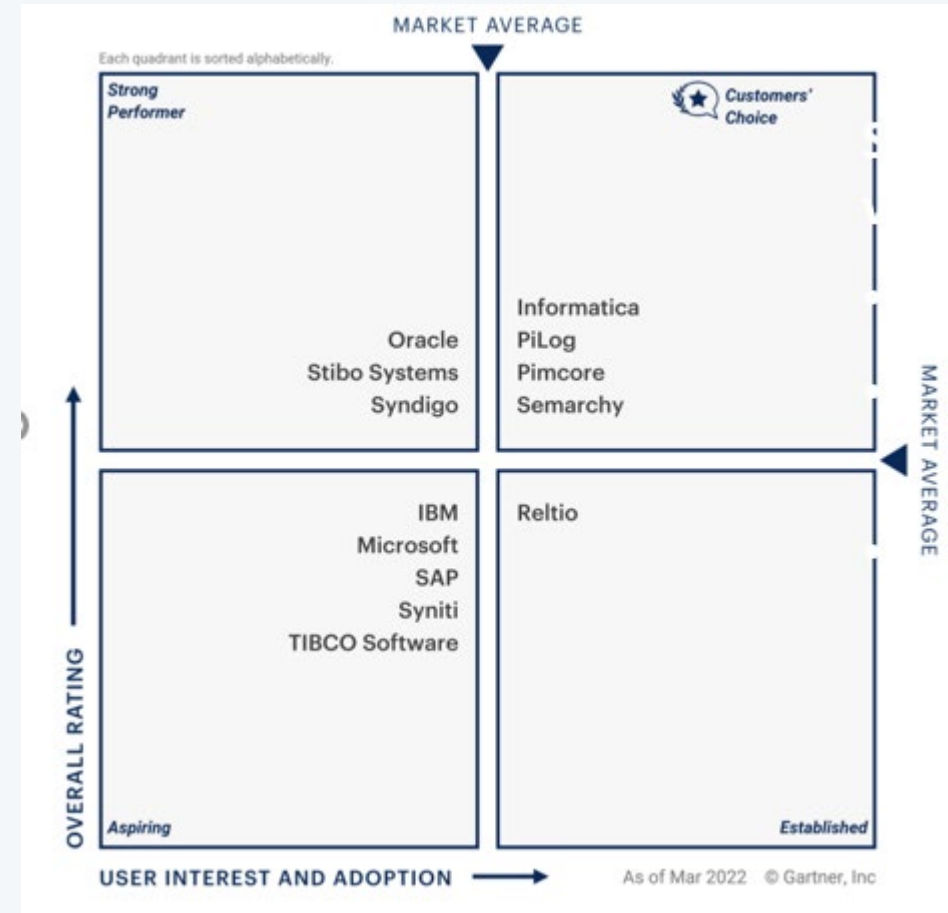 MARKET AVERAGE
Each quadrant is sorted alphabetically.
Strong
Performer
Customers'
Choice
Oracle
Stibo Systems
Syndigo
Informatica
PiLog
Pimcore
Semarchy
MARKET AVERAGE
IBM
Microsoft
SAP
Syniti
TIBCO Software
Reltio
OVERALL RATING
Aspiring
Established
USER INTEREST AND ADOPTION
As of Mar 2022 © Gartner, Inc